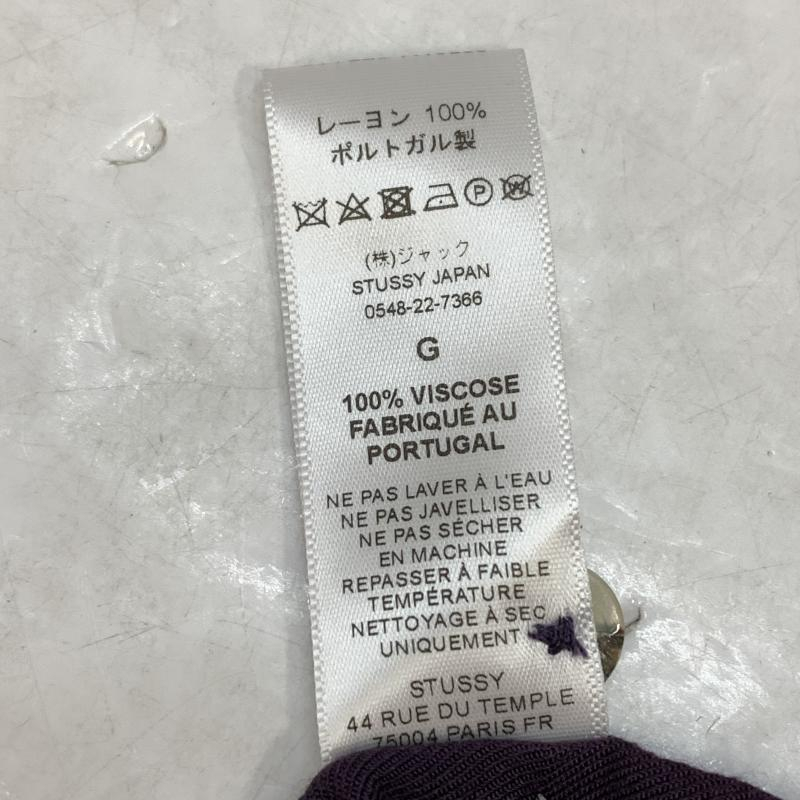 レーヨン 100%
ポルトガル製
P W
(株)ジャック
STUSSY JAPAN
0548-22-7366
G
100% VISCOSE
FABRIQUÉ AU
PORTUGAL
NE PAS LAVER À L'EAU
NE PAS JAVELLISER
NE PAS SÉCHER
EN MACHINE
REPASSER À FAIBLE
TEMPÉRATURE
NETTOYAGE À SEC
UNIQUEMENT
STUSSY
44 RUE DU TEMPLE
75004 PARIS FR